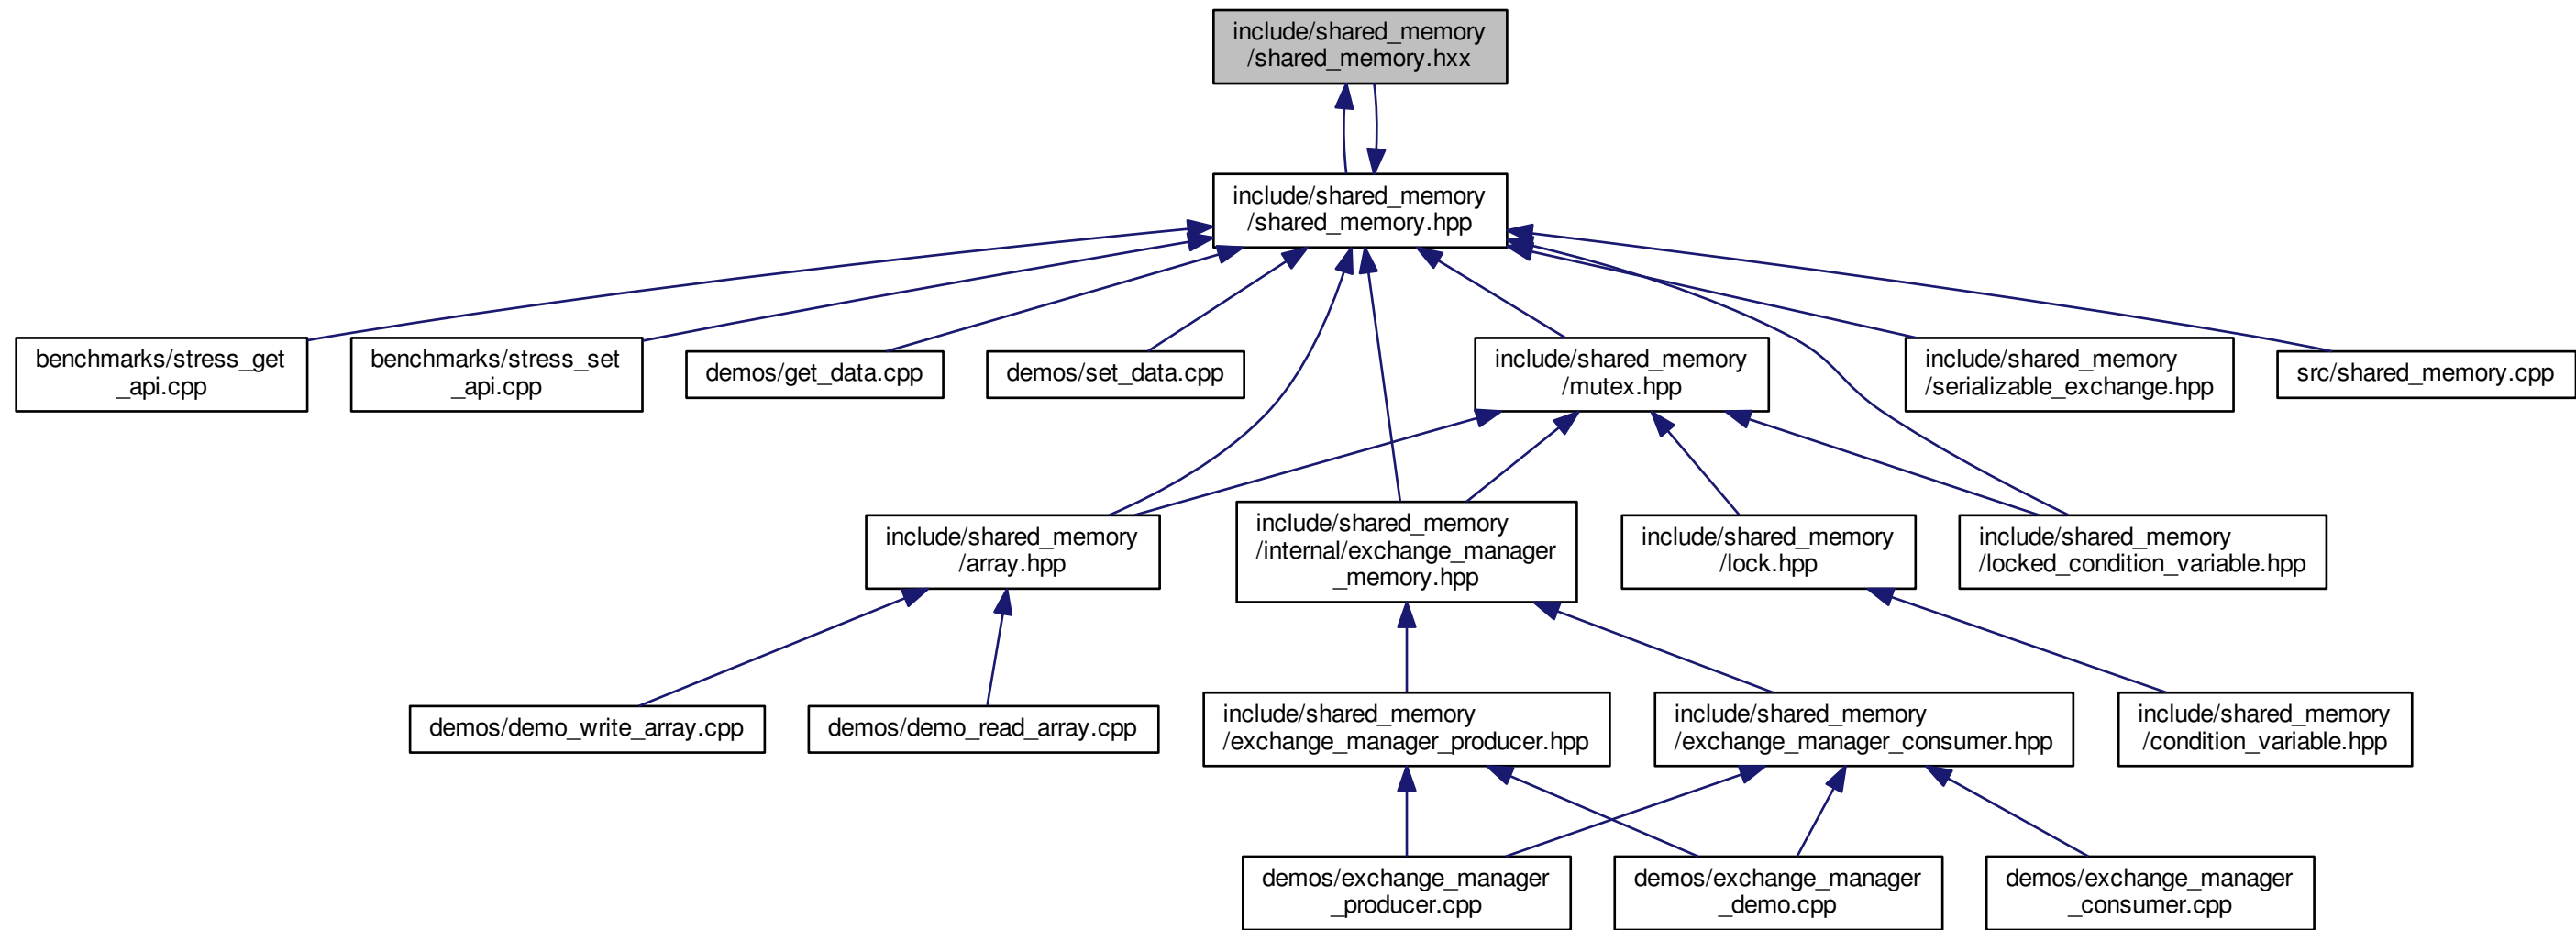 include/shared_memory
/shared_memory.hxx
include/shared_memory
/shared_memory.hpp
benchmarks/stress_get
_api.cpp
benchmarks/stress_set
_api.cpp
demos/get_data.cpp
demos/set_data.cpp
include/shared_memory
/mutex.hpp
include/shared_memory
/serializable_exchange.hpp
src/shared_memory.cpp
include/shared_memory
/array.hpp
include/shared_memory
/internal/exchange_manager
_memory.hpp
include/shared_memory
/lock.hpp
include/shared_memory
/locked_condition_variable.hpp
demos/demo_write_array.cpp
demos/demo_read_array.cpp
include/shared_memory
/exchange_manager_producer.hpp
include/shared_memory
/exchange_manager_consumer.hpp
include/shared_memory
/condition_variable.hpp
demos/exchange_manager
_producer.cpp
demos/exchange_manager
_demo.cpp
demos/exchange_manager
_consumer.cpp